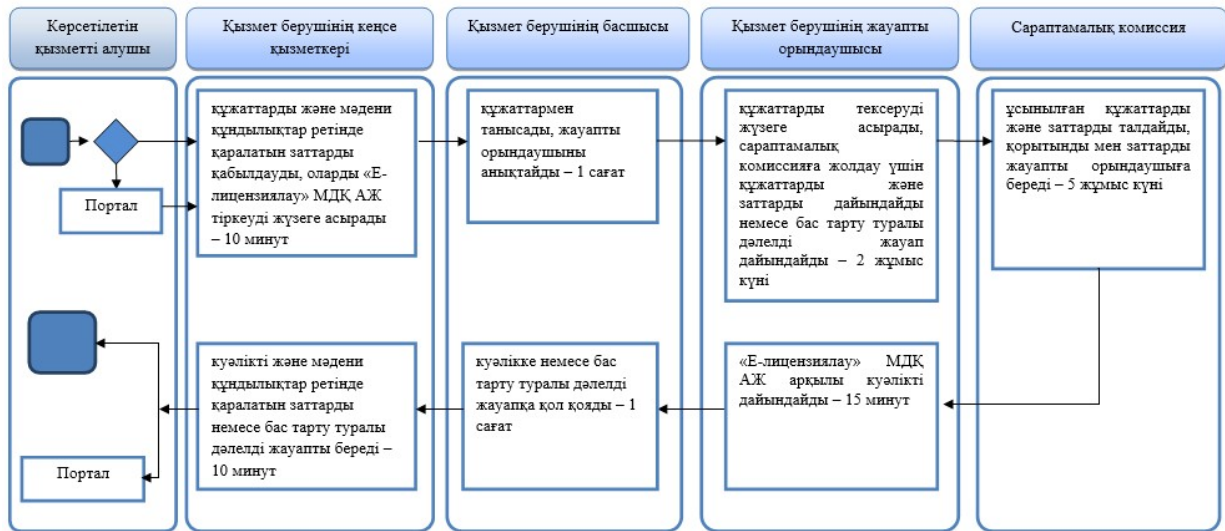 Көрсетілетін
қызметті алушы
Қызмет берушінің кеңсе
қызметкері
Қызмет берушінің басшысы
Қызмет берушінің жауапты
орындаушысы
Сараптамалық комиссия
Портал
құжаттарды және мәдени
құндылықтар ретінде
қаралатын заттарды
қабылдауды, оларды «Е-
лицензиялау» МДҚ АЖ
тіркеуді жүзеге асырады
– 10 минут
құжаттармен
танысады, жауапты
орындаушыны
анықтайды – 1 сағат
құжаттарды тексеруді
жүзеге асырады,
сараптамалық
комиссияға жолдау үшін
құжаттарды және
заттарды дайындайды
немесе бас тарту туралы
дәлелді жауап
дайындайды – 2 жұмыс
күні
ұсынылған құжаттарды
және заттарды талдайды,
қорытынды мен заттарды
жауапты орындаушыға
береді – 5 жұмыс күні
Портал
куәлікті және мәдени
құндылықтар ретінде
қаралатын заттарды
немесе бас тарту туралы
дәлелді жауапты береді –
10 минут
куәлікке немесе бас
тарту туралы дәлелді
жауапқа қол қояды – 1
сағат
«Е-лицензиялау» МДҚ
АЖ арқылы куәлікті
дайындайды – 15 минут